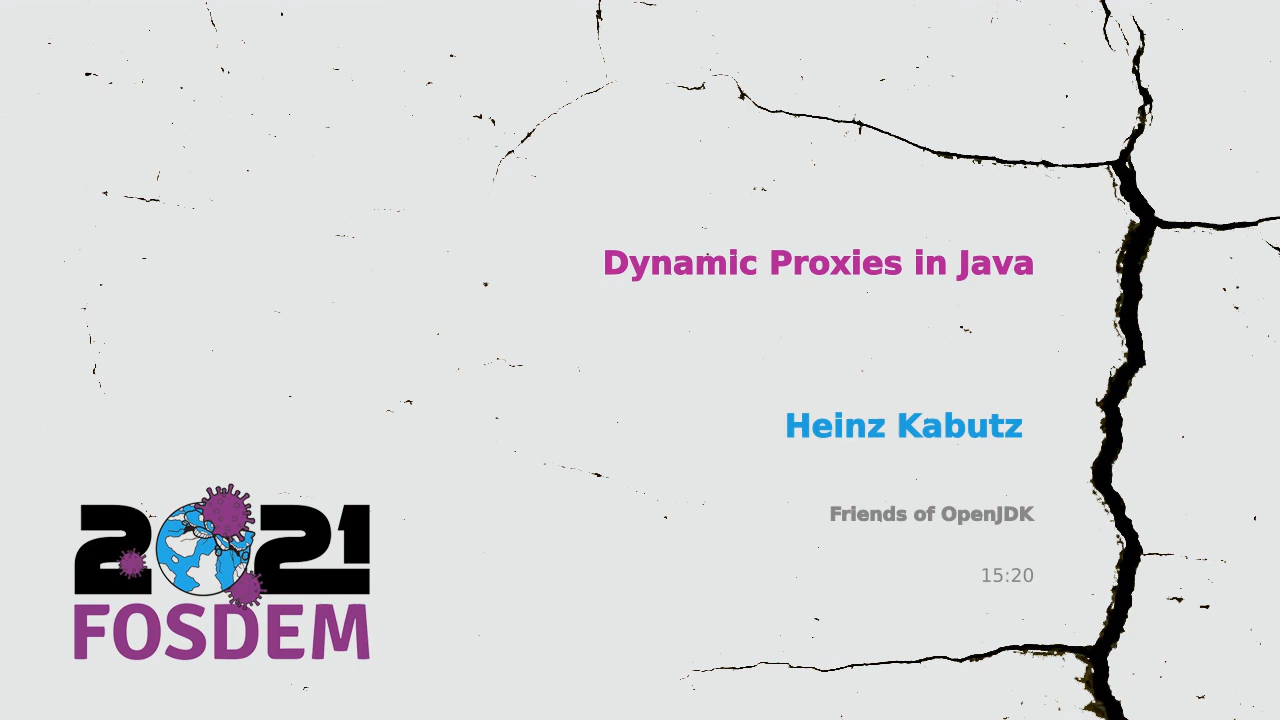 Dynamic Proxies in Java
Heinz Kabutz
Friends of OpenJDK
15:20
2021
FOSDEM